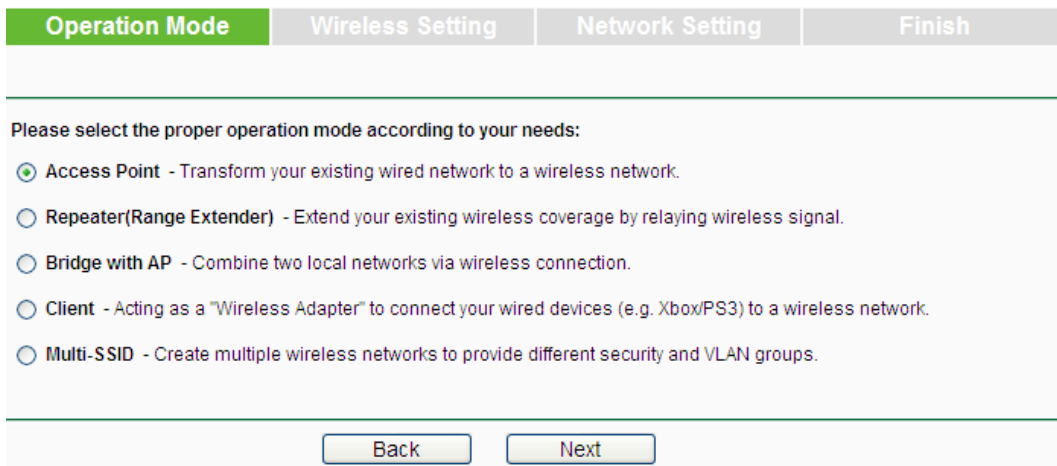 Operation Mode Wireless Setting Network Setting Finish
Please select the proper operation mode according to your needs:
Access Point - Transform your existing wired network to a wireless network.
Repeater(Range Extender) - Extend your existing wireless coverage by relaying wireless signal.
Bridge with AP - Combine two local networks via wireless connection.
Client - Acting as a "Wireless Adapter" to connect your wired devices (e.g. Xbox/PS3) to a wireless network.
Multi-SSID - Create multiple wireless networks to provide different security and VLAN groups.
Back Next